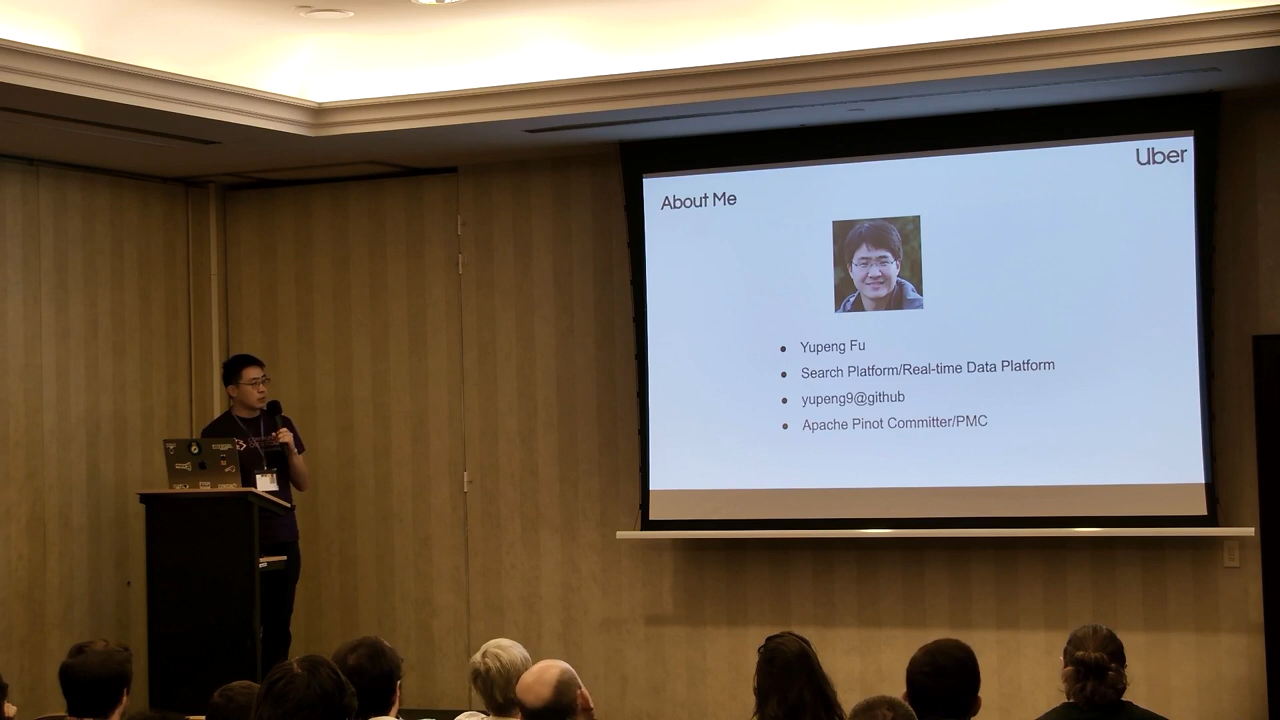 Uber
About Me
Yupeng Fu
Search Platform/Real-time Data Platform
yupeng9@github
Apache Pinot Committer/PMC